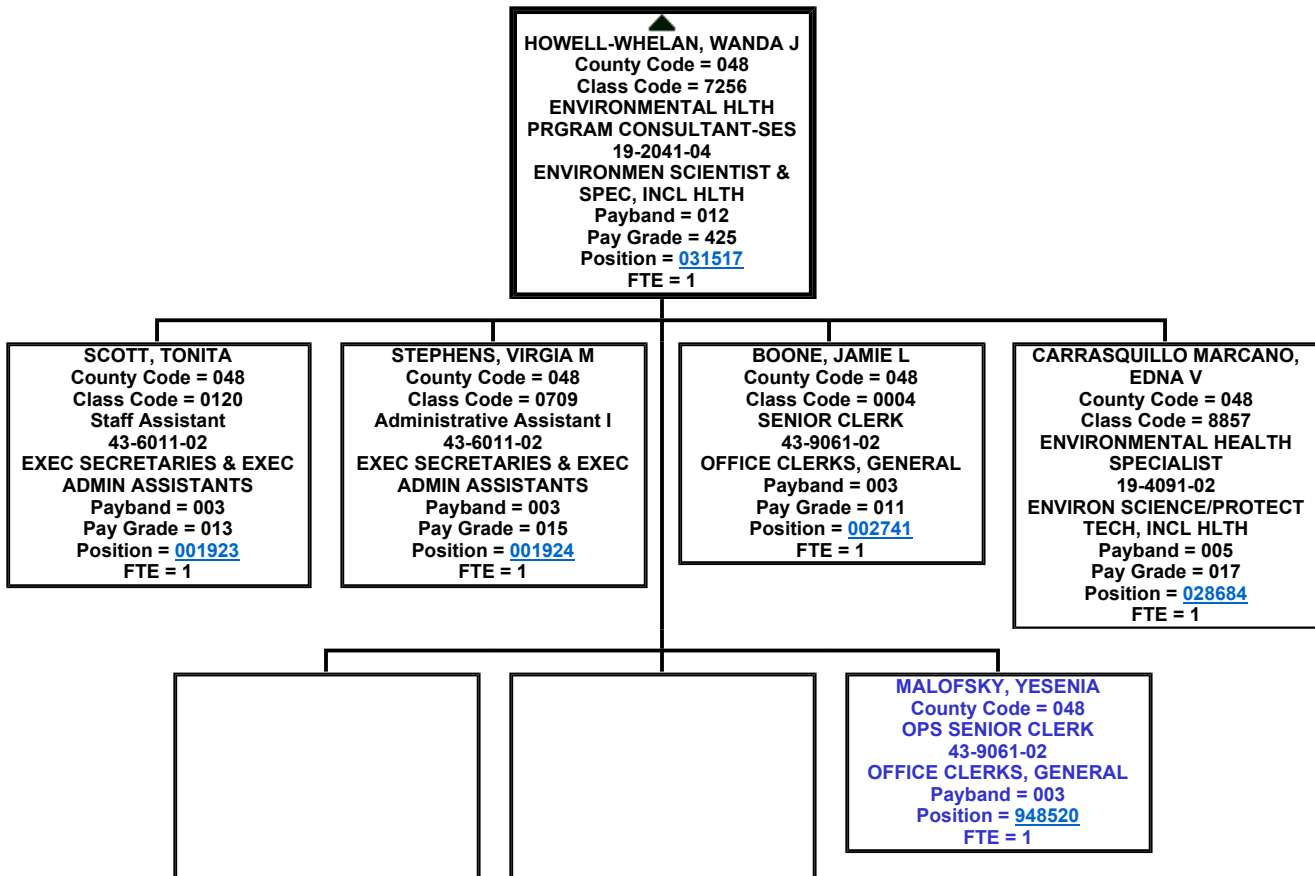 HOWELL-WHELAN, WANDA J
County Code = 048
Class Code = 7256
ENVIRONMENTAL HLTH
PRGRAM CONSULTANT-SES
19-2041-04
ENVIRONMEN SCIENTIST &
SPEC, INCL HLTH
Payband = 012
Pay Grade = 425
Position = 031517
FTE = 1
SCOTT, TONITA
County Code = 048
Class Code = 0120
Staff Assistant
43-6011-02
EXEC SECRETARIES & EXEC
ADMIN ASSISTANTS
Payband = 003
Pay Grade = 013
Position = 001923
FTE = 1
STEPHENS, VIRGIA M
County Code = 048
Class Code = 0709
Administrative Assistant I
43-6011-02
EXEC SECRETARIES & EXEC
ADMIN ASSISTANTS
Payband = 003
Pay Grade = 015
Position = 001924
FTE = 1
BOONE, JAMIE L
County Code = 048
Class Code = 0004
SENIOR CLERK
43-9061-02
OFFICE CLERKS, GENERAL
Payband = 003
Pay Grade = 011
Position = 002741
FTE = 1
CARRASQUILLO MARCANO,
EDNA V
County Code = 048
Class Code = 8857
ENVIRONMENTAL HEALTH
SPECIALIST
19-4091-02
ENVIRON SCIENCE/PROTECT
TECH, INCL HLTH
Payband = 005
Pay Grade = 017
Position = 028684
FTE = 1
MALOFSKY, YESENIA
County Code = 048
OPS SENIOR CLERK
43-9061-02
OFFICE CLERKS, GENERAL
Payband = 003
Position = 948520
FTE = 1